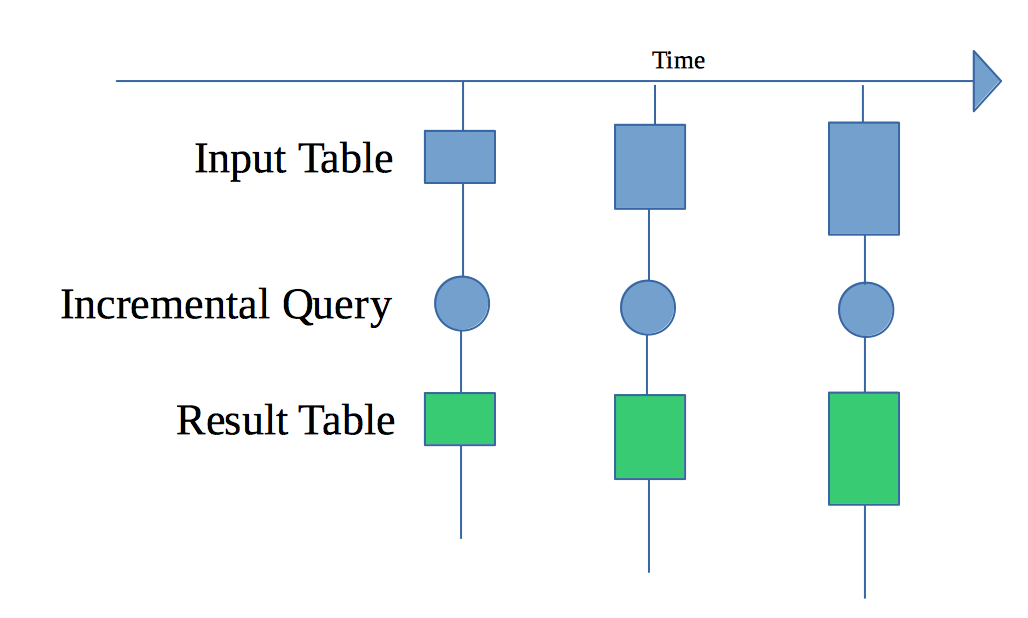 Time
Input Table
Incremental Query
Result Table